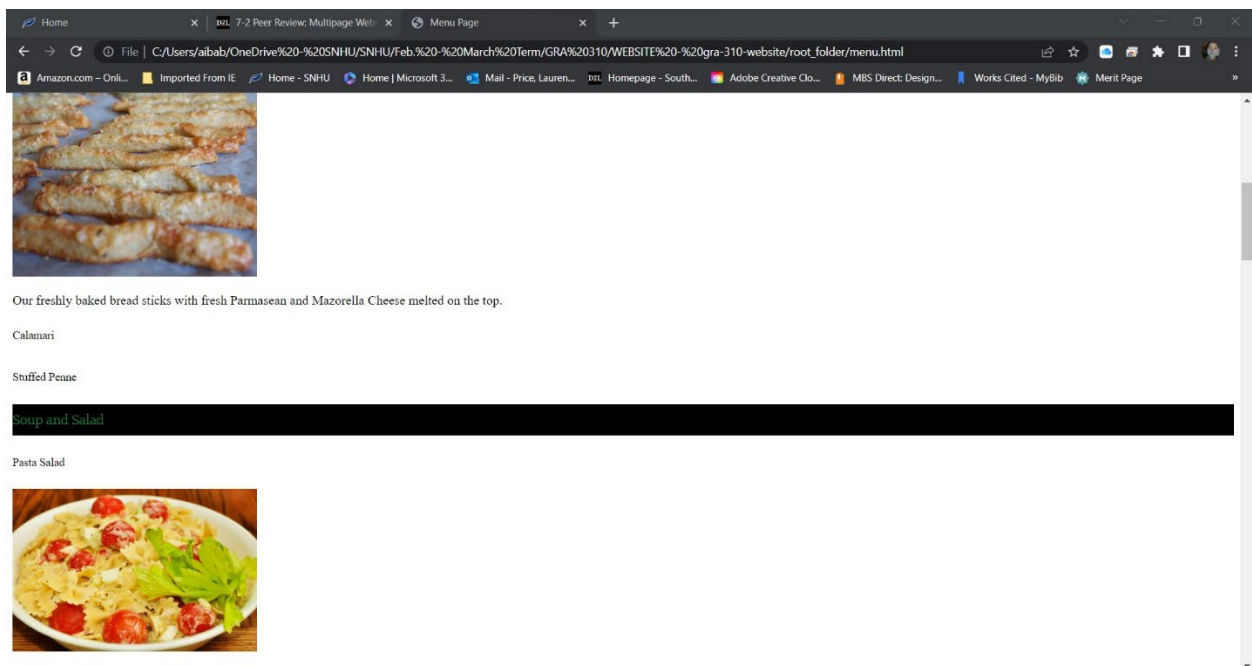 Home
7-2 Peer Review: Multipage Web
Menu Page
File
C:/Users/aibab/OneDrive%20-%20SNHU/SNHU/Feb.%20-%20March%20Term/GRA%20310/WEBSITE%20-%20gra-310-website/root_folder/menu.html
Amazon.com – Onli...
Imported From IE
Home - SNHU
Home | Microsoft 3...
Mail - Price, Lauren...
Homepage - South...
Adobe Creative Clo...
MBS Direct: Design...
Works Cited - MyBib
Merit Page
Our freshly baked bread sticks with fresh Parmasean and Mazorella Cheese melted on the top.
Calamari
Stuffed Penne
Soup and Salad
Pasta Salad